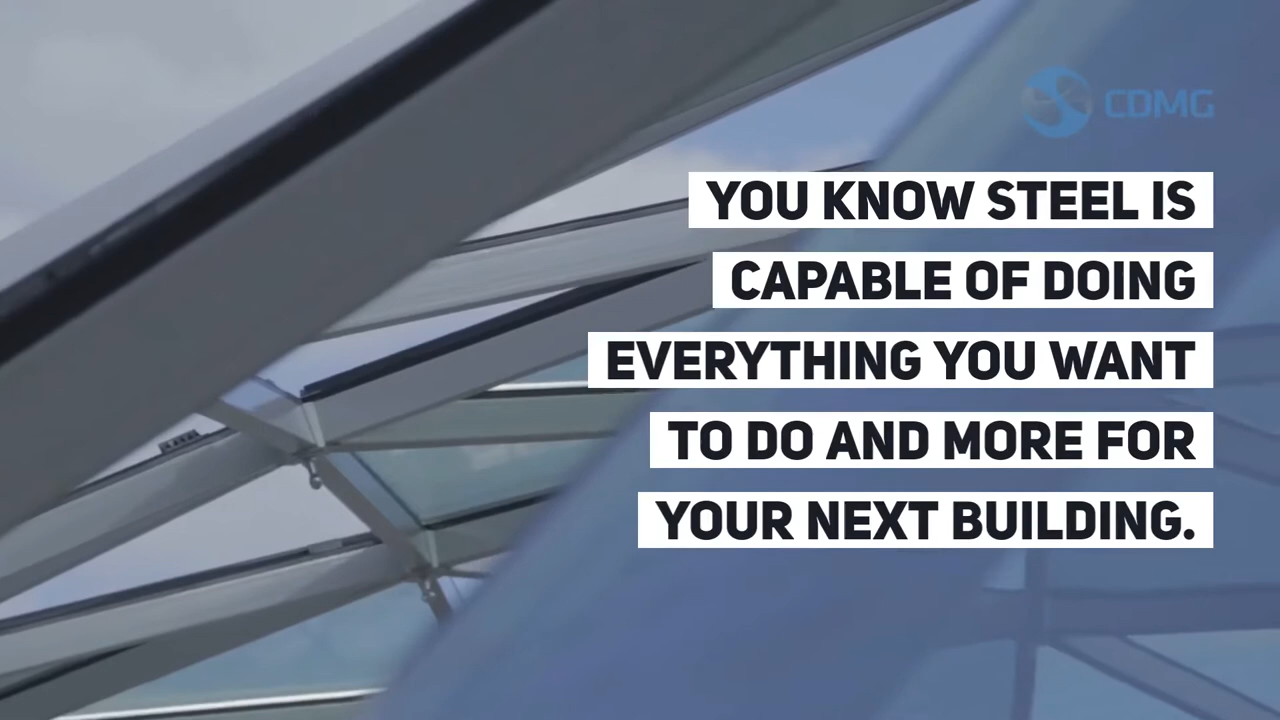 CDMG
YOU KNOW STEEL IS
CAPABLE OF DOING
EVERYTHING YOU WANT
TO DO AND MORE FOR
YOUR NEXT BUILDING.